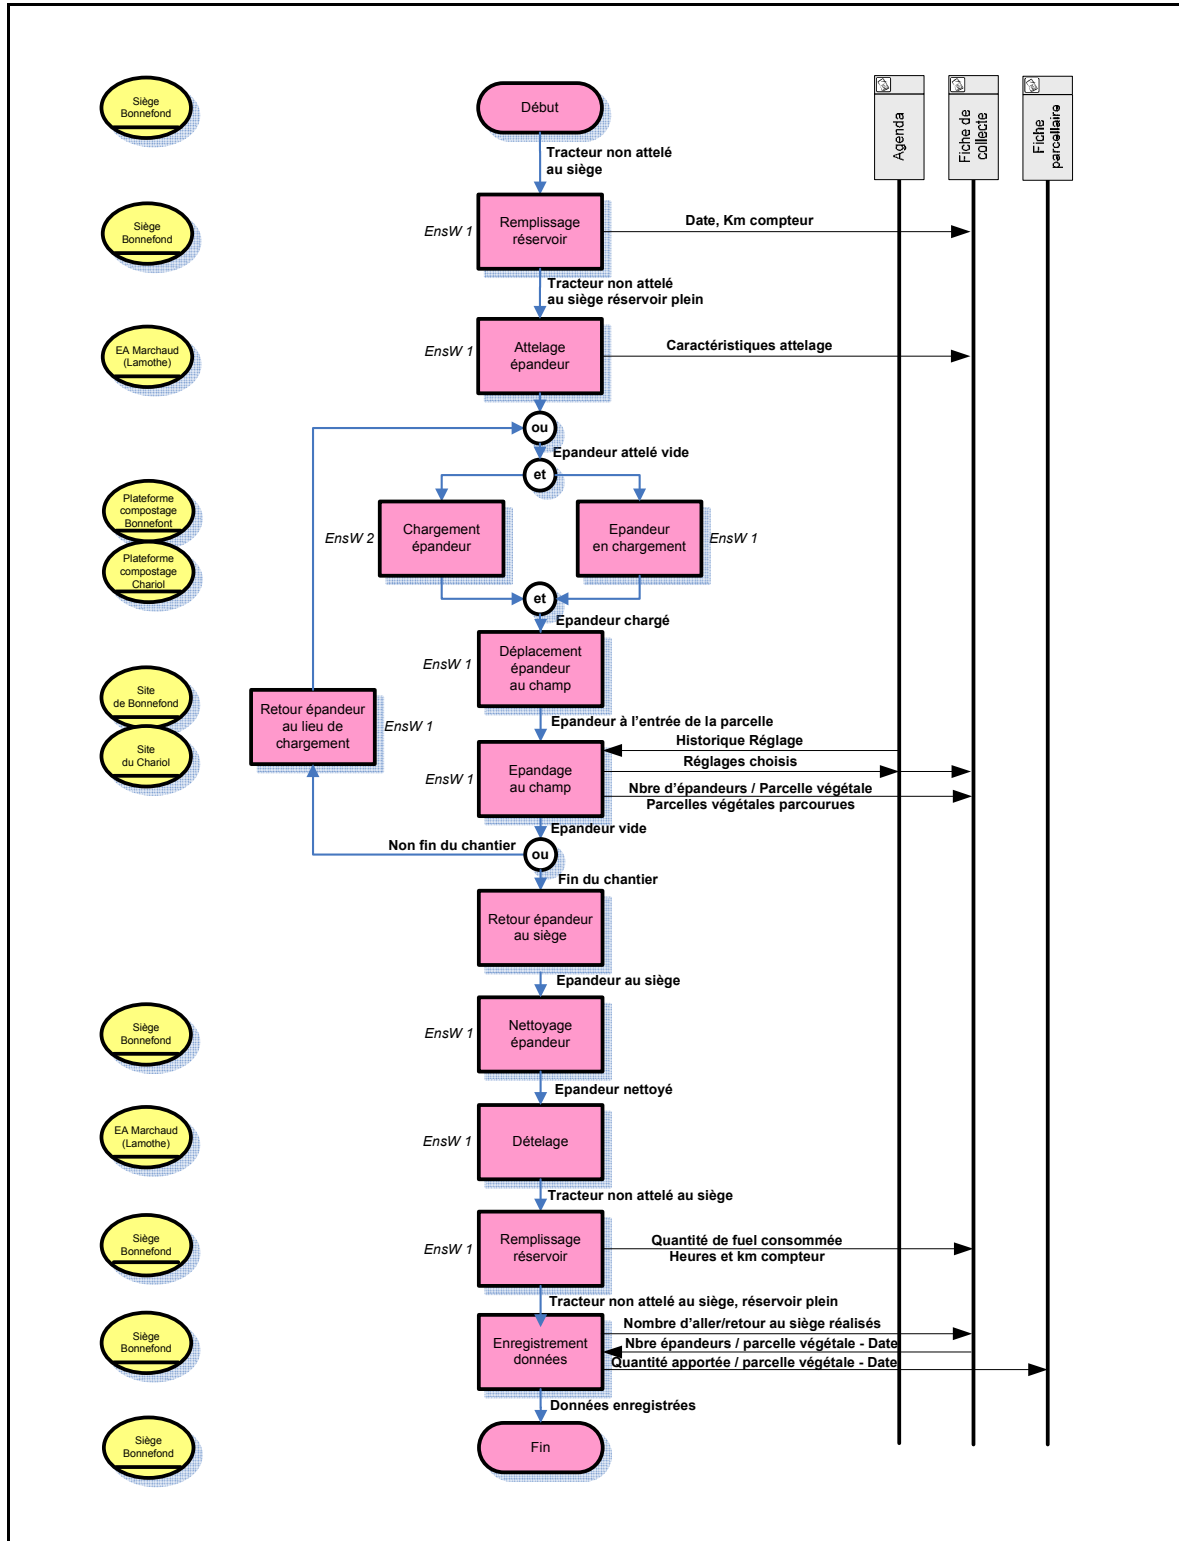 Siège
Bonnefond
Début
Agenda
Fiche de
collecte
Fiche
parcellaire
Tracteur non attelé
au siège
Siège
Bonnefond
EnsW 1
Remplissage
réservoir
Date, Km compteur
Tracteur non attelé
au siège réservoir plein
EA Marchaud
(Lamothe)
EnsW 1
Attelage
épandeur
Caractéristiques attelage
ou
Epandeur attelé vide
et
Plateforme
compostage
Bonnefont
Plateforme
compostage
Chariol
EnsW 2
Chargement
épandeur
Epandeur
en chargement
EnsW 1
et
Epandeur chargé
EnsW 1
Déplacement
épandeur
au champ
Site
de Bonnefond
Site
du Chariol
Retour épandeur
au lieu de
chargement
EnsW 1
Epandeur à l'entrée de la parcelle
Historique Réglage
EnsW 1
Epandage
au champ
Réglages choisis
Nbre d'épandeurs / Parcelle végétale
Parcelles végétales parcourues
Epandeur vide
Non fin du chantier
ou
Fin du chantier
Retour épandeur
au siège
Epandeur au siège
Siège
Bonnefond
EnsW 1
Nettoyage
épandeur
Epandeur nettoyé
EA Marchaud
(Lamothe)
EnsW 1
Dételage
Tracteur non attelé au siège
Siège
Bonnefond
EnsW 1
Remplissage
réservoir
Quantité de fuel consommée
Heures et km compteur
Tracteur non attelé au siège, réservoir plein
Siège
Bonnefond
Enregistrement
données
Nombre d'aller/retour au siège réalisés
Nbre épandeurs / parcelle végétale - Date
Quantité apportée / parcelle végétale - Date
Données enregistrées
Siège
Bonnefond
Fin